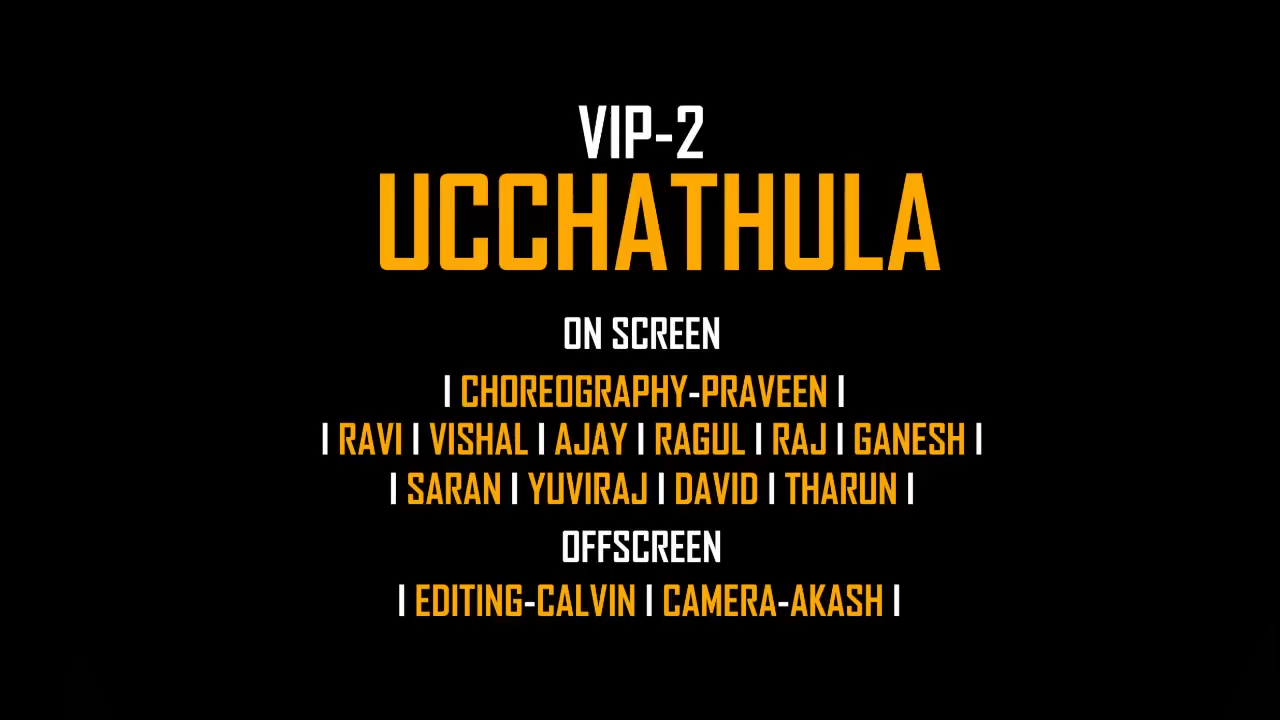 VIP-2
UCCHATHULA
ON SCREEN
| CHOREOGRAPHY-PRAVEEN |
| RAVI | VISHAL | AJAY | RAGUL | RAJ | GANESH |
| SARAN | YUVIRAJ | DAVID | THARUN |
OFFSCREEN
| EDITING-CALVIN | CAMERA-AKASH |